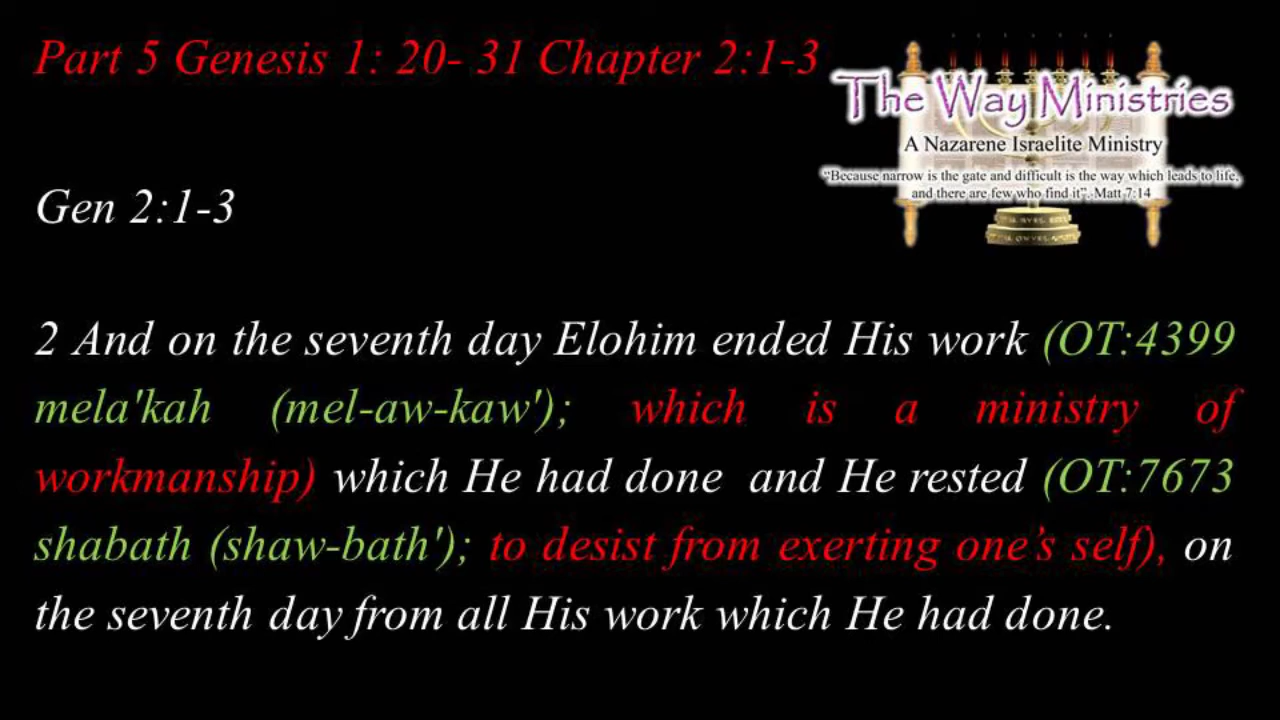 Part 5 Genesis 1: 20- 31 Chapter 2:1-3
The Way Ministries
A Nazarene Israelite Ministry
"Because narrow is the gate and difficult is the way which leads to life,
and there are few who find it". Matt 7:14
Gen 2:1-3
2 And on the seventh day Elohim ended His work (OT:4399
mela'kah (mel-aw-kaw'); which is a ministry of
workmanship) which He had done and He rested (OT:7673
shabath (shaw-bath'); to desist from exerting one’s self), on
the seventh day from all His work which He had done.